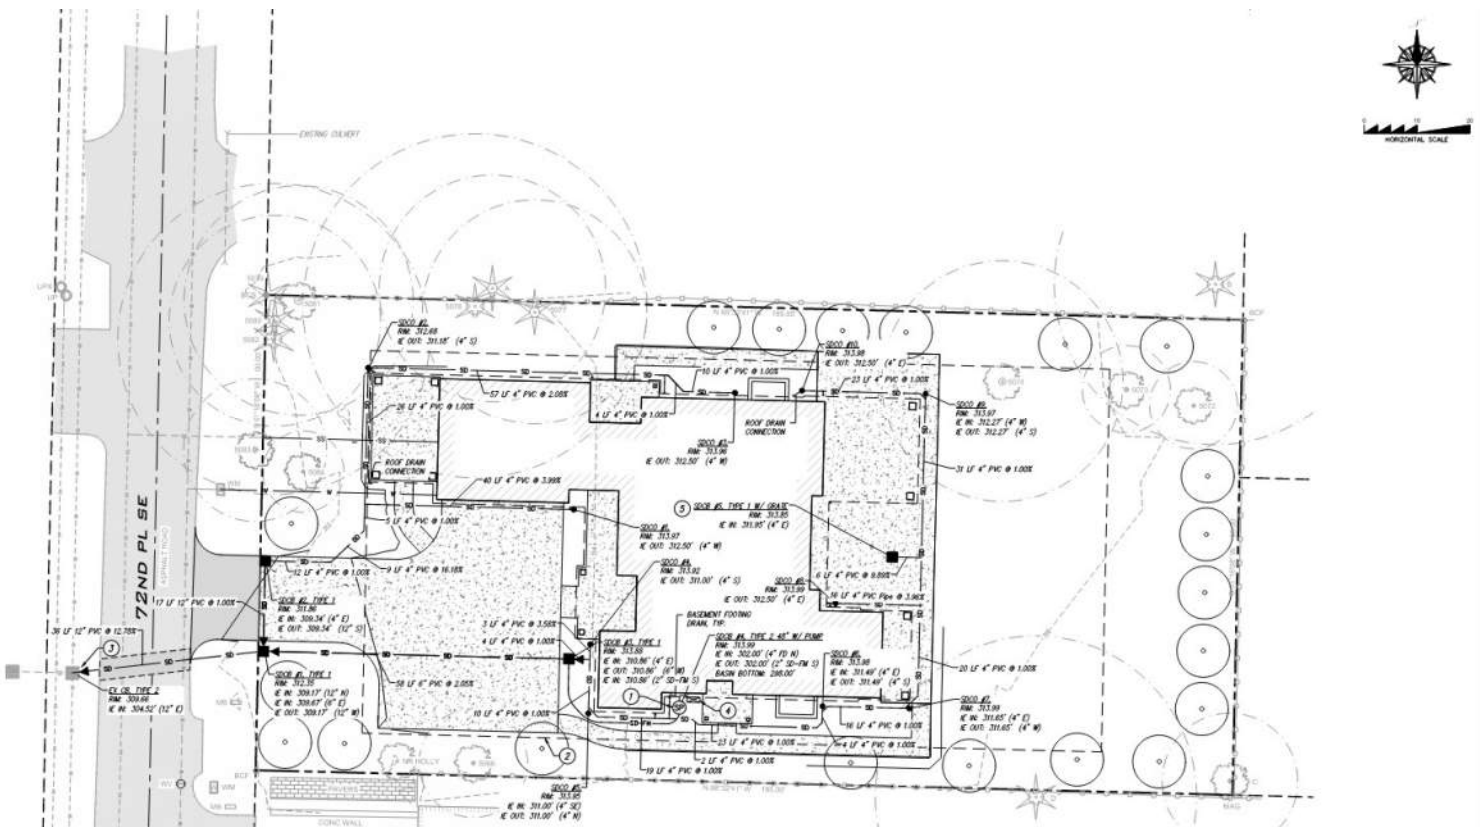 EXISTING CULVERT
0 10 20
HORIZONTAL SCALE
72ND PL SE
ASPHALT ROAD
SDCO #2,
RIM: 312.68
IE OUT: 311.18' (4" S)
10 LF 4" PVC @ 1.00%
57 LF 4" PVC @ 2.08%
26 LF 4" PVC @ 1.00%
4 LF 4" PVC @ 1.00%
SDCO #10,
RIM: 313.98
IE OUT: 312.50' (4" E)
23 LF 4" PVC @ 1.00%
ROOF DRAIN
CONNECTION
SDCO #9,
RIM: 313.97
IE IN: 312.27' (4" W)
IE OUT: 312.27' (4" S)
SDCO #3,
RIM: 313.96
IE OUT: 312.50' (4" W)
31 LF 4" PVC @ 1.00%
ROOF DRAIN
CONNECTION
40 LF 4" PVC @ 3.99%
5 LF 4" PVC @ 1.00%
SDCO #1,
RIM: 313.97
IE OUT: 312.50' (4" W)
5 SDCB #5, TYPE 1 W/ GRATE
RIM: 313.85
IE IN: 311.95' (4" E)
12 LF 4" PVC @ 1.00%
9 LF 4" PVC @ 16.18%
SDCO #4,
RIM: 313.92
IE OUT: 311.00' (4" S)
SDCO #8,
RIM: 313.99
IE OUT: 312.50' (4" E)
6 LF 4" PVC @ 9.89%
16 LF 4" PVC Pipe @ 3.96%
17 LF 12" PVC @ 1.00%
SDCB #2, TYPE 1
RIM: 311.86
IE IN: 309.34' (4" E)
IE OUT: 309.34' (12" S)
36 LF 12" PVC @ 12.78%
3
EX CB, TYPE 2
RIM: 309.66
IE IN: 304.52' (12" E)
SDCB #1, TYPE 1
RIM: 312.35
IE IN: 309.17' (12" N)
IE IN: 309.67' (6" E)
IE OUT: 309.17' (12" W)
58 LF 6" PVC @ 2.05%
3 LF 4" PVC @ 3.58%
4 LF 4" PVC @ 1.00%
SDCB #3, TYPE 1
RIM: 313.88
IE IN: 310.86' (4" E)
IE OUT: 310.86' (6" W)
IE IN: 310.86' (2" SD-FM S)
BASEMENT FOOTING
DRAIN, TYP.
SDCB #4, TYPE 2 48" W/ PUMP
RIM: 313.99
IE IN: 302.00' (4" FD N)
IE OUT: 302.00' (2" SD-FM S)
BASIN BOTTOM: 298.00'
SDCO #6,
RIM: 313.98
IE IN: 311.49' (4" E)
IE OUT: 311.49' (4" S)
20 LF 4" PVC @ 1.00%
SDCO #7,
RIM: 313.99
IE IN: 311.65' (4" E)
IE OUT: 311.65' (4" W)
1
SP
4
10 LF 4" PVC @ 1.00%
SD-FM
16 LF 4" PVC @ 1.00%
4 LF 4" PVC @ 1.00%
23 LF 4" PVC @ 1.00%
2 LF 4" PVC @ 1.00%
19 LF 4" PVC @ 1.00%
2
SDCO #5,
RIM: 313.95
IE IN: 311.00' (4" SE)
IE OUT: 311.00' (4" N)
PAVERS
CONC WALL